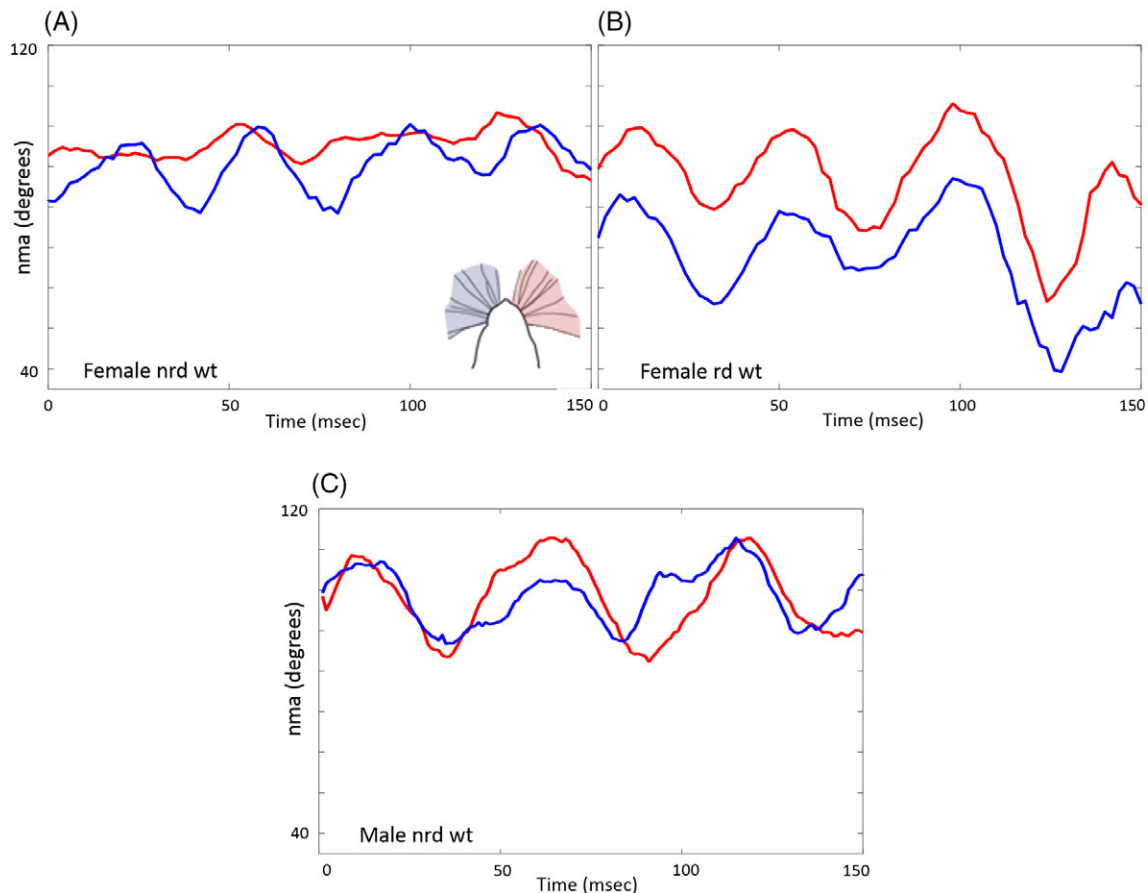 (A)
(B)
120
nma (degrees)
40
Female nrd wt
Female rd wt
0
50
100
150
0
50
100
150
Time (msec)
Time (msec)
(C)
120
nma (degrees)
40
Male nrd wt
0
50
100
150
Time (msec)